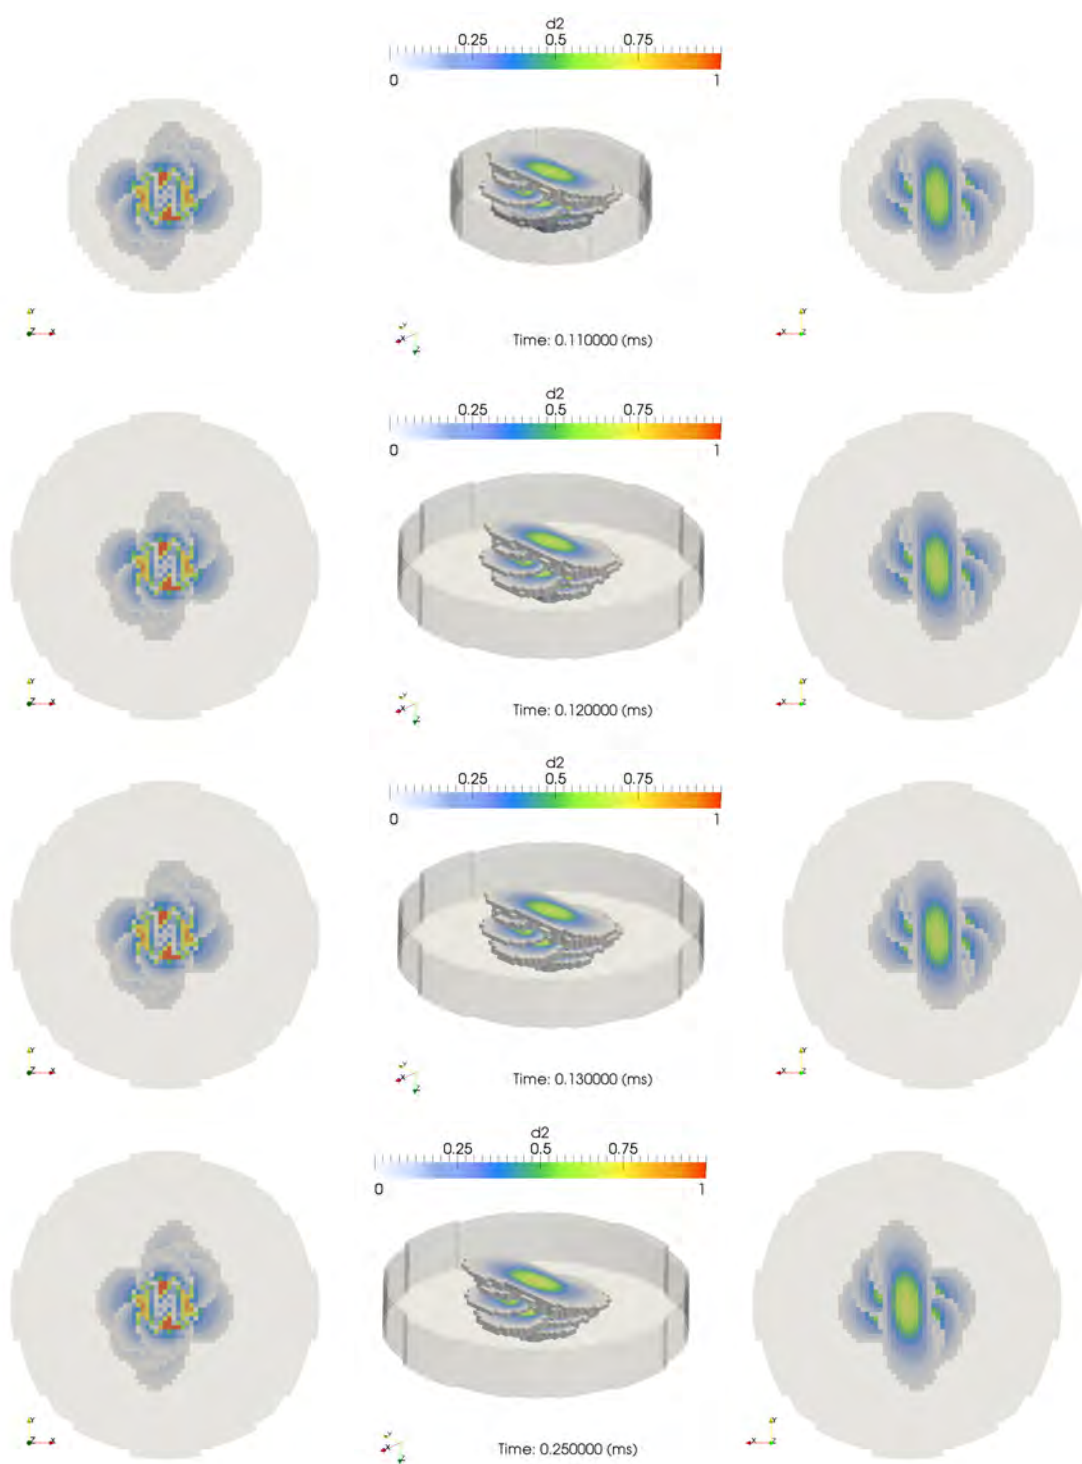 d2
0.25 0.5 0.75
0 1
Y
Z X
Y
X
Z
Y
X Z
Time: 0.110000 (ms)
d2
0.25 0.5 0.75
0 1
Y
Z X
Y
X
Z
Y
X Z
Time: 0.120000 (ms)
d2
0.25 0.5 0.75
0 1
Y
Z X
Y
X
Z
Y
X Z
Time: 0.130000 (ms)
d2
0.25 0.5 0.75
0 1
Y
Z X
Y
X
Z
Y
X Z
Time: 0.250000 (ms)